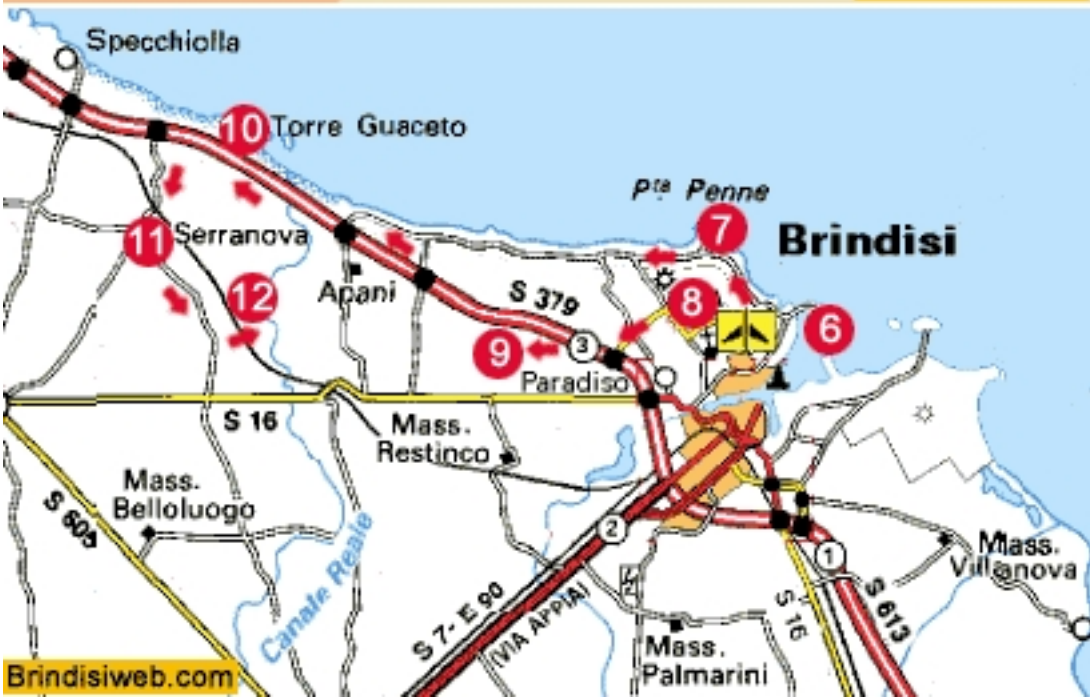 Specchiolla
10 Torre Guaceto
Pta Penne
7
Brindisi
11 Serranova
12
Apani
S 379
8
6
9
3
Paradiso
S 16
Mass.
Restinco
Mass.
Belloluogo
S 605
2
1
Mass.
Villanova
Canale Reale
S 7 - E 90
(VIA APPIA)
S 16
S 613
Mass.
Palmarini
Brindisiweb.com